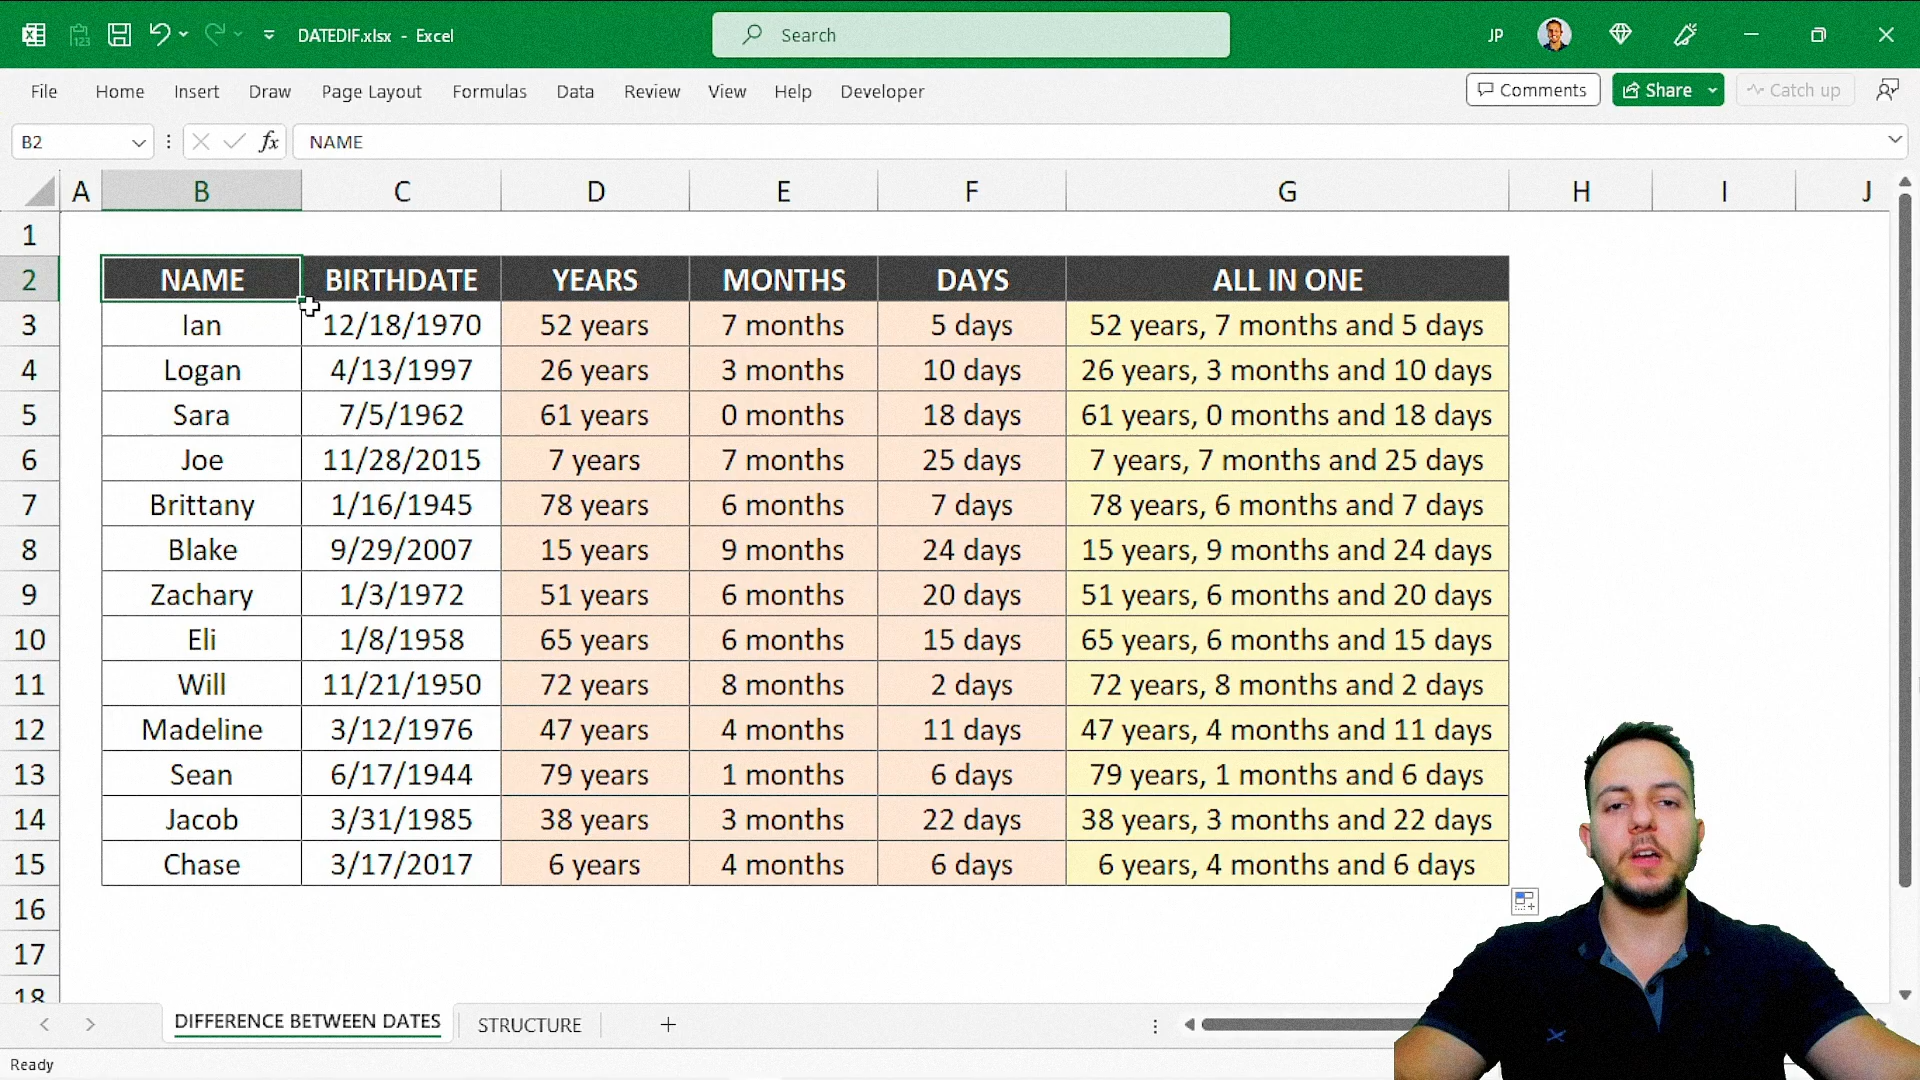 DATEDIF.xlsx - Excel
Search
JP
File Home Insert Draw Page Layout Formulas Data Review View Help Developer
Comments Share Catch up
B2 fx NAME
A B C D E F G H I J
1
2 NAME BIRTHDATE YEARS MONTHS DAYS ALL IN ONE
3 Ian 12/18/1970 52 years 7 months 5 days 52 years, 7 months and 5 days
4 Logan 4/13/1997 26 years 3 months 10 days 26 years, 3 months and 10 days
5 Sara 7/5/1962 61 years 0 months 18 days 61 years, 0 months and 18 days
6 Joe 11/28/2015 7 years 7 months 25 days 7 years, 7 months and 25 days
7 Brittany 1/16/1945 78 years 6 months 7 days 78 years, 6 months and 7 days
8 Blake 9/29/2007 15 years 9 months 24 days 15 years, 9 months and 24 days
9 Zachary 1/3/1972 51 years 6 months 20 days 51 years, 6 months and 20 days
10 Eli 1/8/1958 65 years 6 months 15 days 65 years, 6 months and 15 days
11 Will 11/21/1950 72 years 8 months 2 days 72 years, 8 months and 2 days
12 Madeline 3/12/1976 47 years 4 months 11 days 47 years, 4 months and 11 days
13 Sean 6/17/1944 79 years 1 months 6 days 79 years, 1 months and 6 days
14 Jacob 3/31/1985 38 years 3 months 22 days 38 years, 3 months and 22 days
15 Chase 3/17/2017 6 years 4 months 6 days 6 years, 4 months and 6 days
16
17
18
DIFFERENCE BETWEEN DATES STRUCTURE
Ready